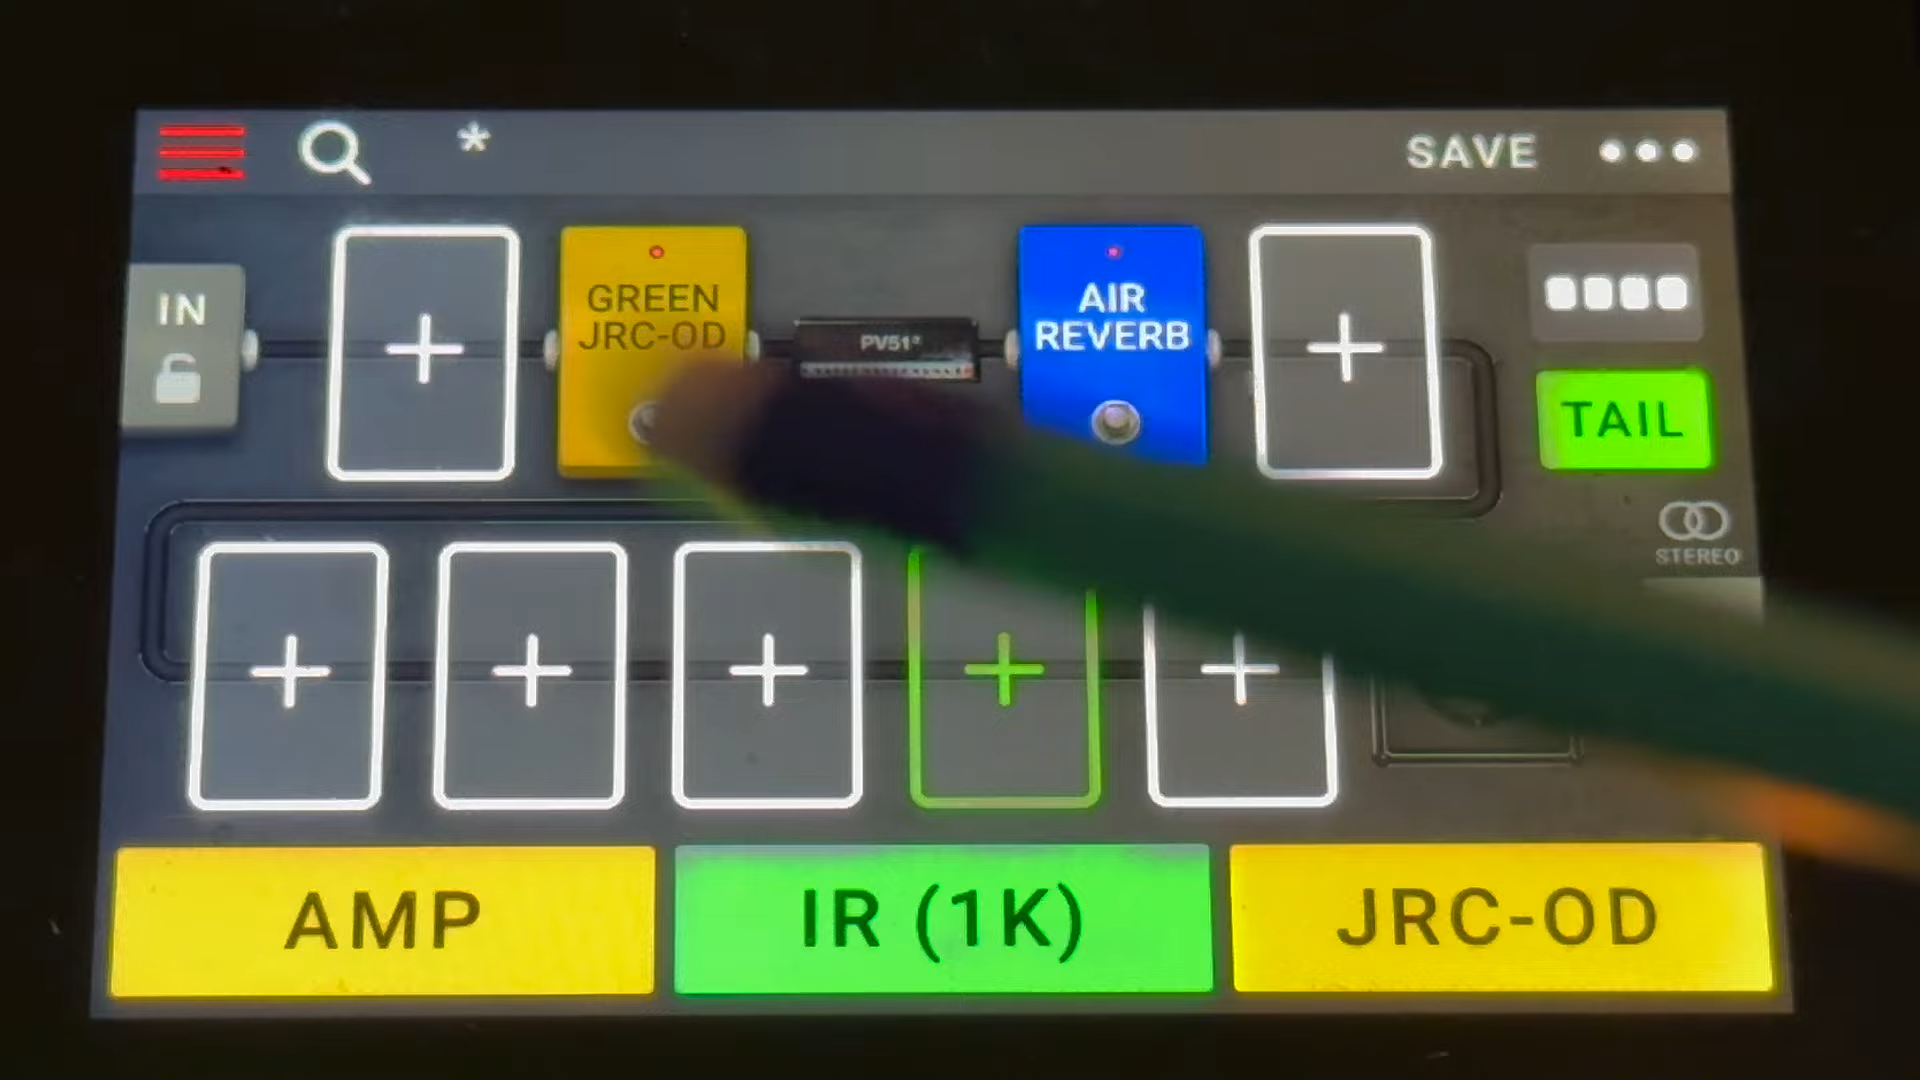 * SAVE
IN
GREEN
JRC-OD
PV51*
AIR
REVERB
TAIL
STEREO
AMP
IR (1K)
JRC-OD